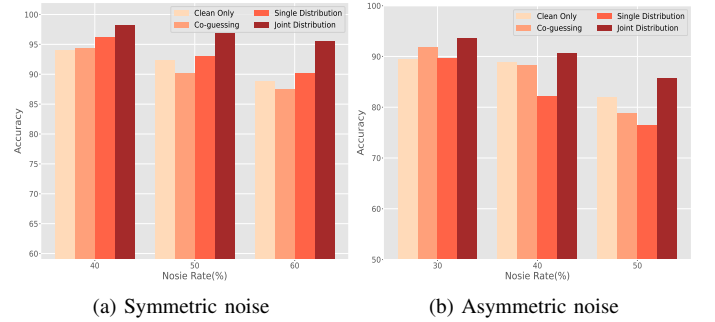 Clean Only Single Distribution
Co-guessing Joint Distribution
100
95
90
85
80
75
70
65
60
Accuracy
40 50 60
Nosie Rate(%)
(a) Symmetric noise
Clean Only Single Distribution
Co-guessing Joint Distribution
100
90
80
70
60
50
Accuracy
30 40 50
Nosie Rate(%)
(b) Asymmetric noise